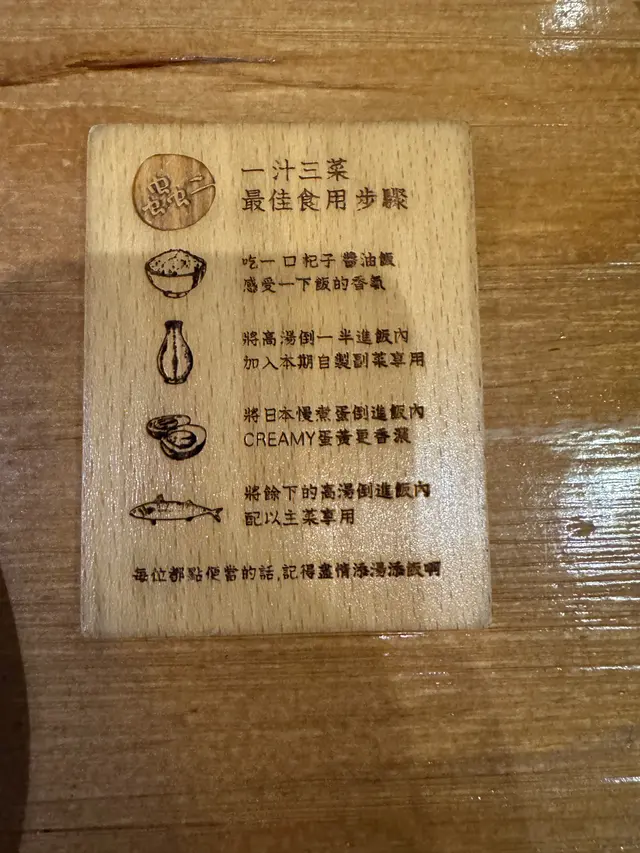 一汁三菜
最佳食用步驟
吃一口杞子醬油飯
感受一下飯的香氣
將高湯倒一半進飯內
加入本期自製副菜享用
將日本慢煮蛋倒進飯內
CREAMY蛋黃更香濃
將餘下的高湯倒進飯內
配以主菜享用
每位都點便當的話,記得盡情添湯添飯啊